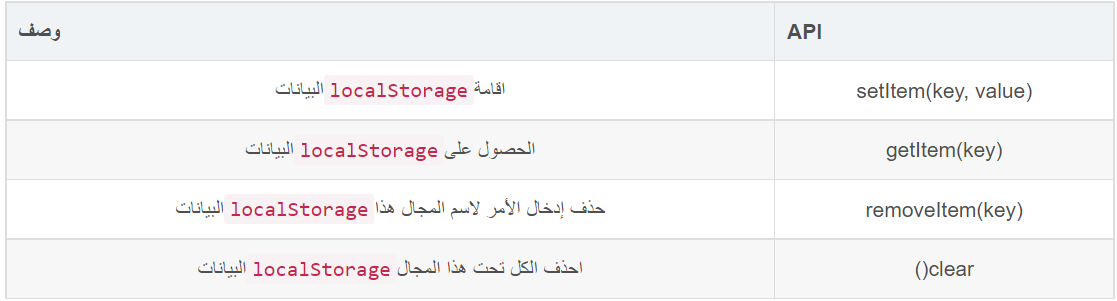 API وصف
setItem(key, value) اقامة localStorage البيانات
getItem(key) الحصول على localStorage البيانات
removeItem(key) حذف إدخال الأمر لاسم المجال هذا localStorage البيانات
()clear احذف الكل تحت هذا المجال localStorage البيانات